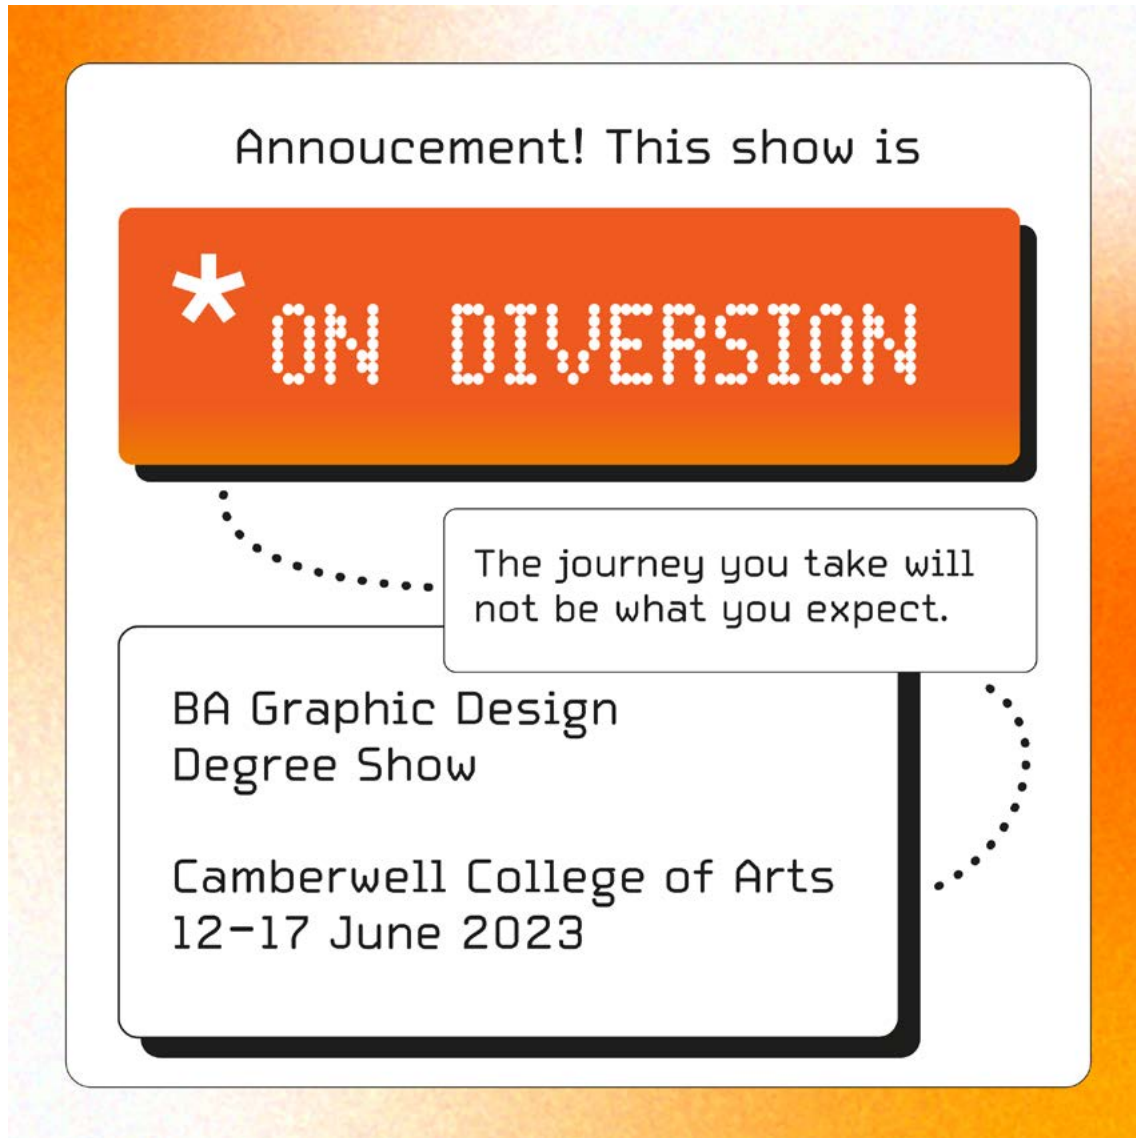 Annoucement! This show is
*ON DIVERSION
The journey you take will
not be what you expect.
BA Graphic Design
Degree Show
Camberwell College of Arts
12–17 June 2023